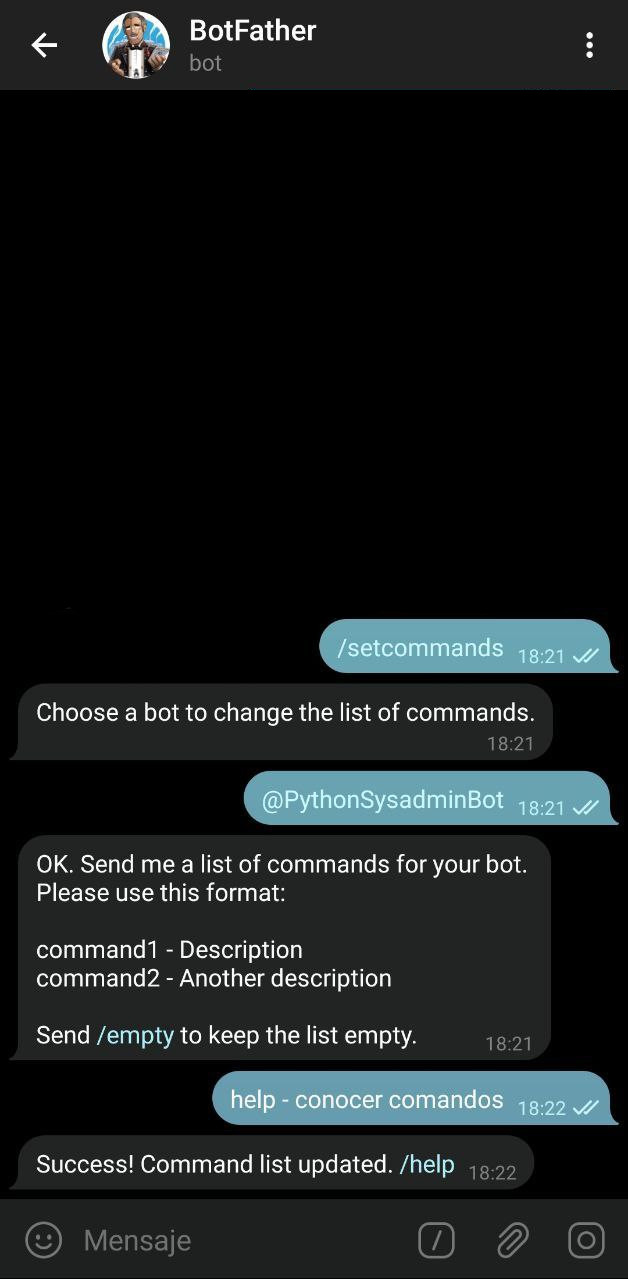 BotFather
bot
/setcommands 18:21
Choose a bot to change the list of commands.
18:21
@PythonSysadminBot 18:21
OK. Send me a list of commands for your bot.
Please use this format:
command1 - Description
command2 - Another description
Send /empty to keep the list empty. 18:21
help - conocer comandos 18:22
Success! Command list updated. /help 18:22
Mensaje